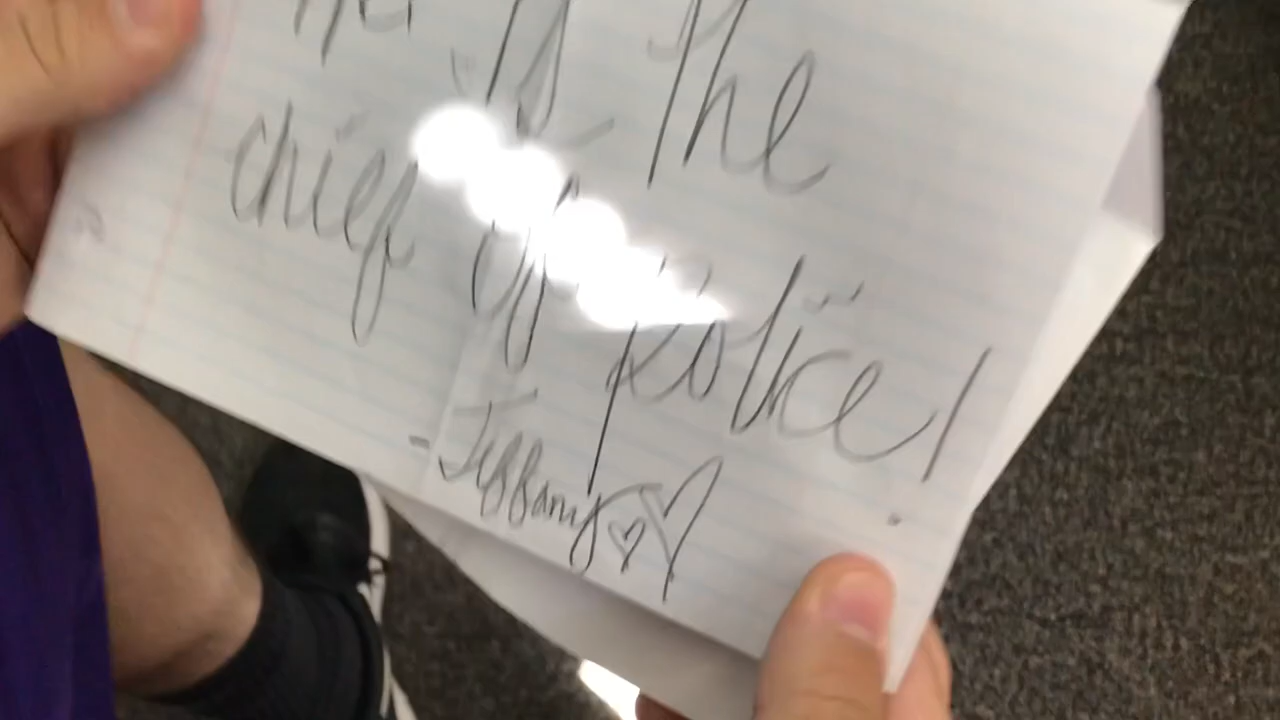 is the
chief of police!
- Tiffany